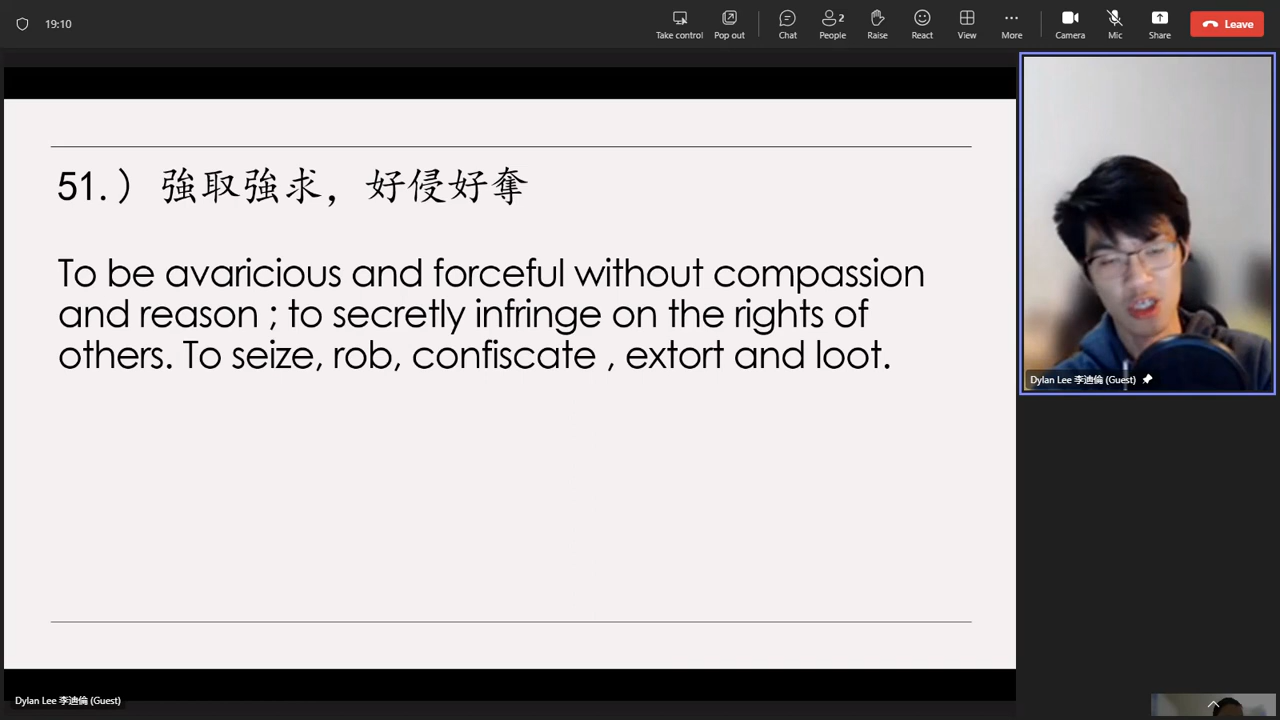 19:10
Take control
Pop out
Chat
2
People
Raise
React
View
More
Camera
Mic
Share
Leave
51.）強取強求，好侵好奪
To be avaricious and forceful without compassion
and reason ; to secretly infringe on the rights of
others. To seize, rob, confiscate , extort and loot.
Dylan Lee 李迪倫 (Guest)
Dylan Lee 李迪倫 (Guest)